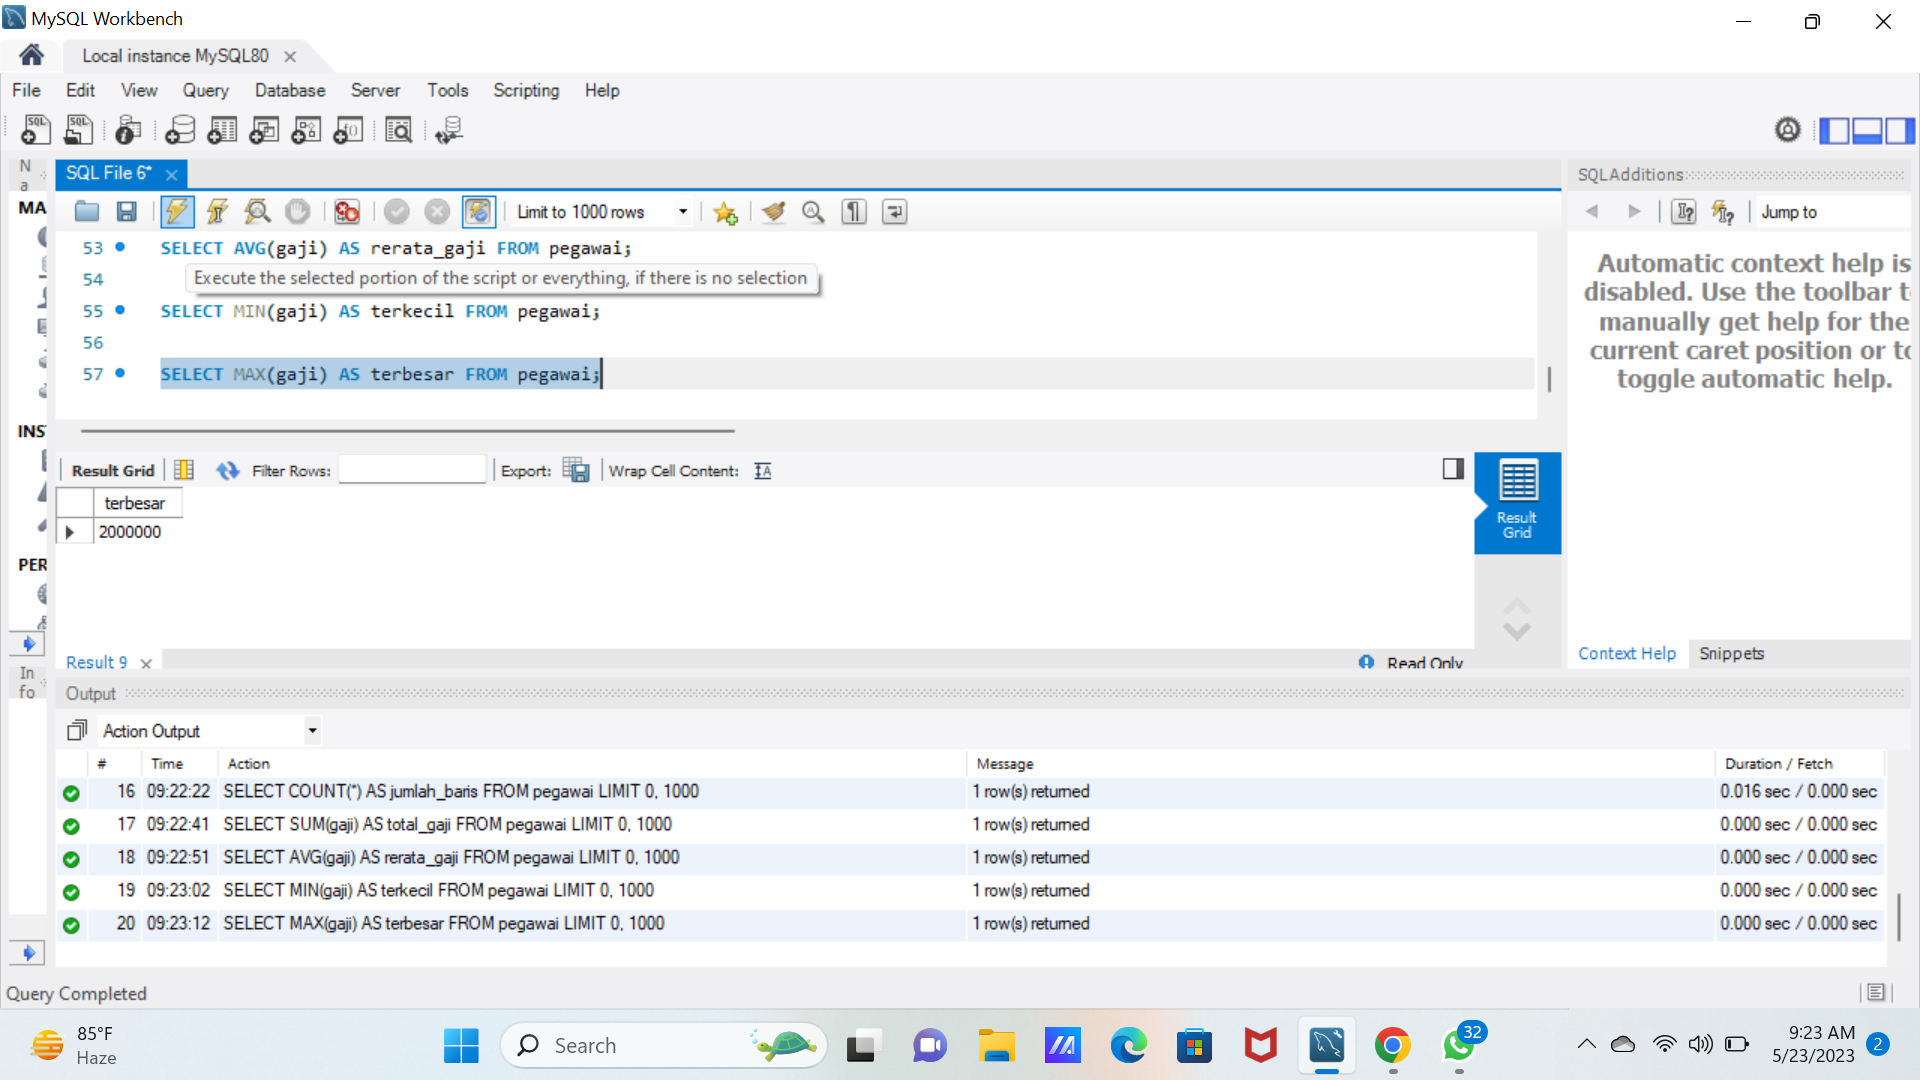 MySQL Workbench
Local instance MySQL80
File Edit View Query Database Server Tools Scripting Help
SQL SQL
N
a
SQL File 6*
SQLAdditions
MA
Limit to 1000 rows
Jump to
53 SELECT AVG(gaji) AS rerata_gaji FROM pegawai;
54
Execute the selected portion of the script or everything, if there is no selection
55 SELECT MIN(gaji) AS terkecil FROM pegawai;
56
57 SELECT MAX(gaji) AS terbesar FROM pegawai;
Automatic context help is
disabled. Use the toolbar t
manually get help for the
current caret position or to
toggle automatic help.
INS
Result Grid Filter Rows: Export: Wrap Cell Content:
terbesar
2000000
Result
Grid
PER
Result 9
Read Only
Context Help Snippets
In
fo
Output
Action Output
# Time Action Message Duration / Fetch
16 09:22:22 SELECT COUNT(*) AS jumlah_baris FROM pegawai LIMIT 0, 1000 1 row(s) returned 0.016 sec / 0.000 sec
17 09:22:41 SELECT SUM(gaji) AS total_gaji FROM pegawai LIMIT 0, 1000 1 row(s) returned 0.000 sec / 0.000 sec
18 09:22:51 SELECT AVG(gaji) AS rerata_gaji FROM pegawai LIMIT 0, 1000 1 row(s) returned 0.000 sec / 0.000 sec
19 09:23:02 SELECT MIN(gaji) AS terkecil FROM pegawai LIMIT 0, 1000 1 row(s) returned 0.000 sec / 0.000 sec
20 09:23:12 SELECT MAX(gaji) AS terbesar FROM pegawai LIMIT 0, 1000 1 row(s) returned 0.000 sec / 0.000 sec
Query Completed
85°F
Haze
Search
32
9:23 AM
5/23/2023
2